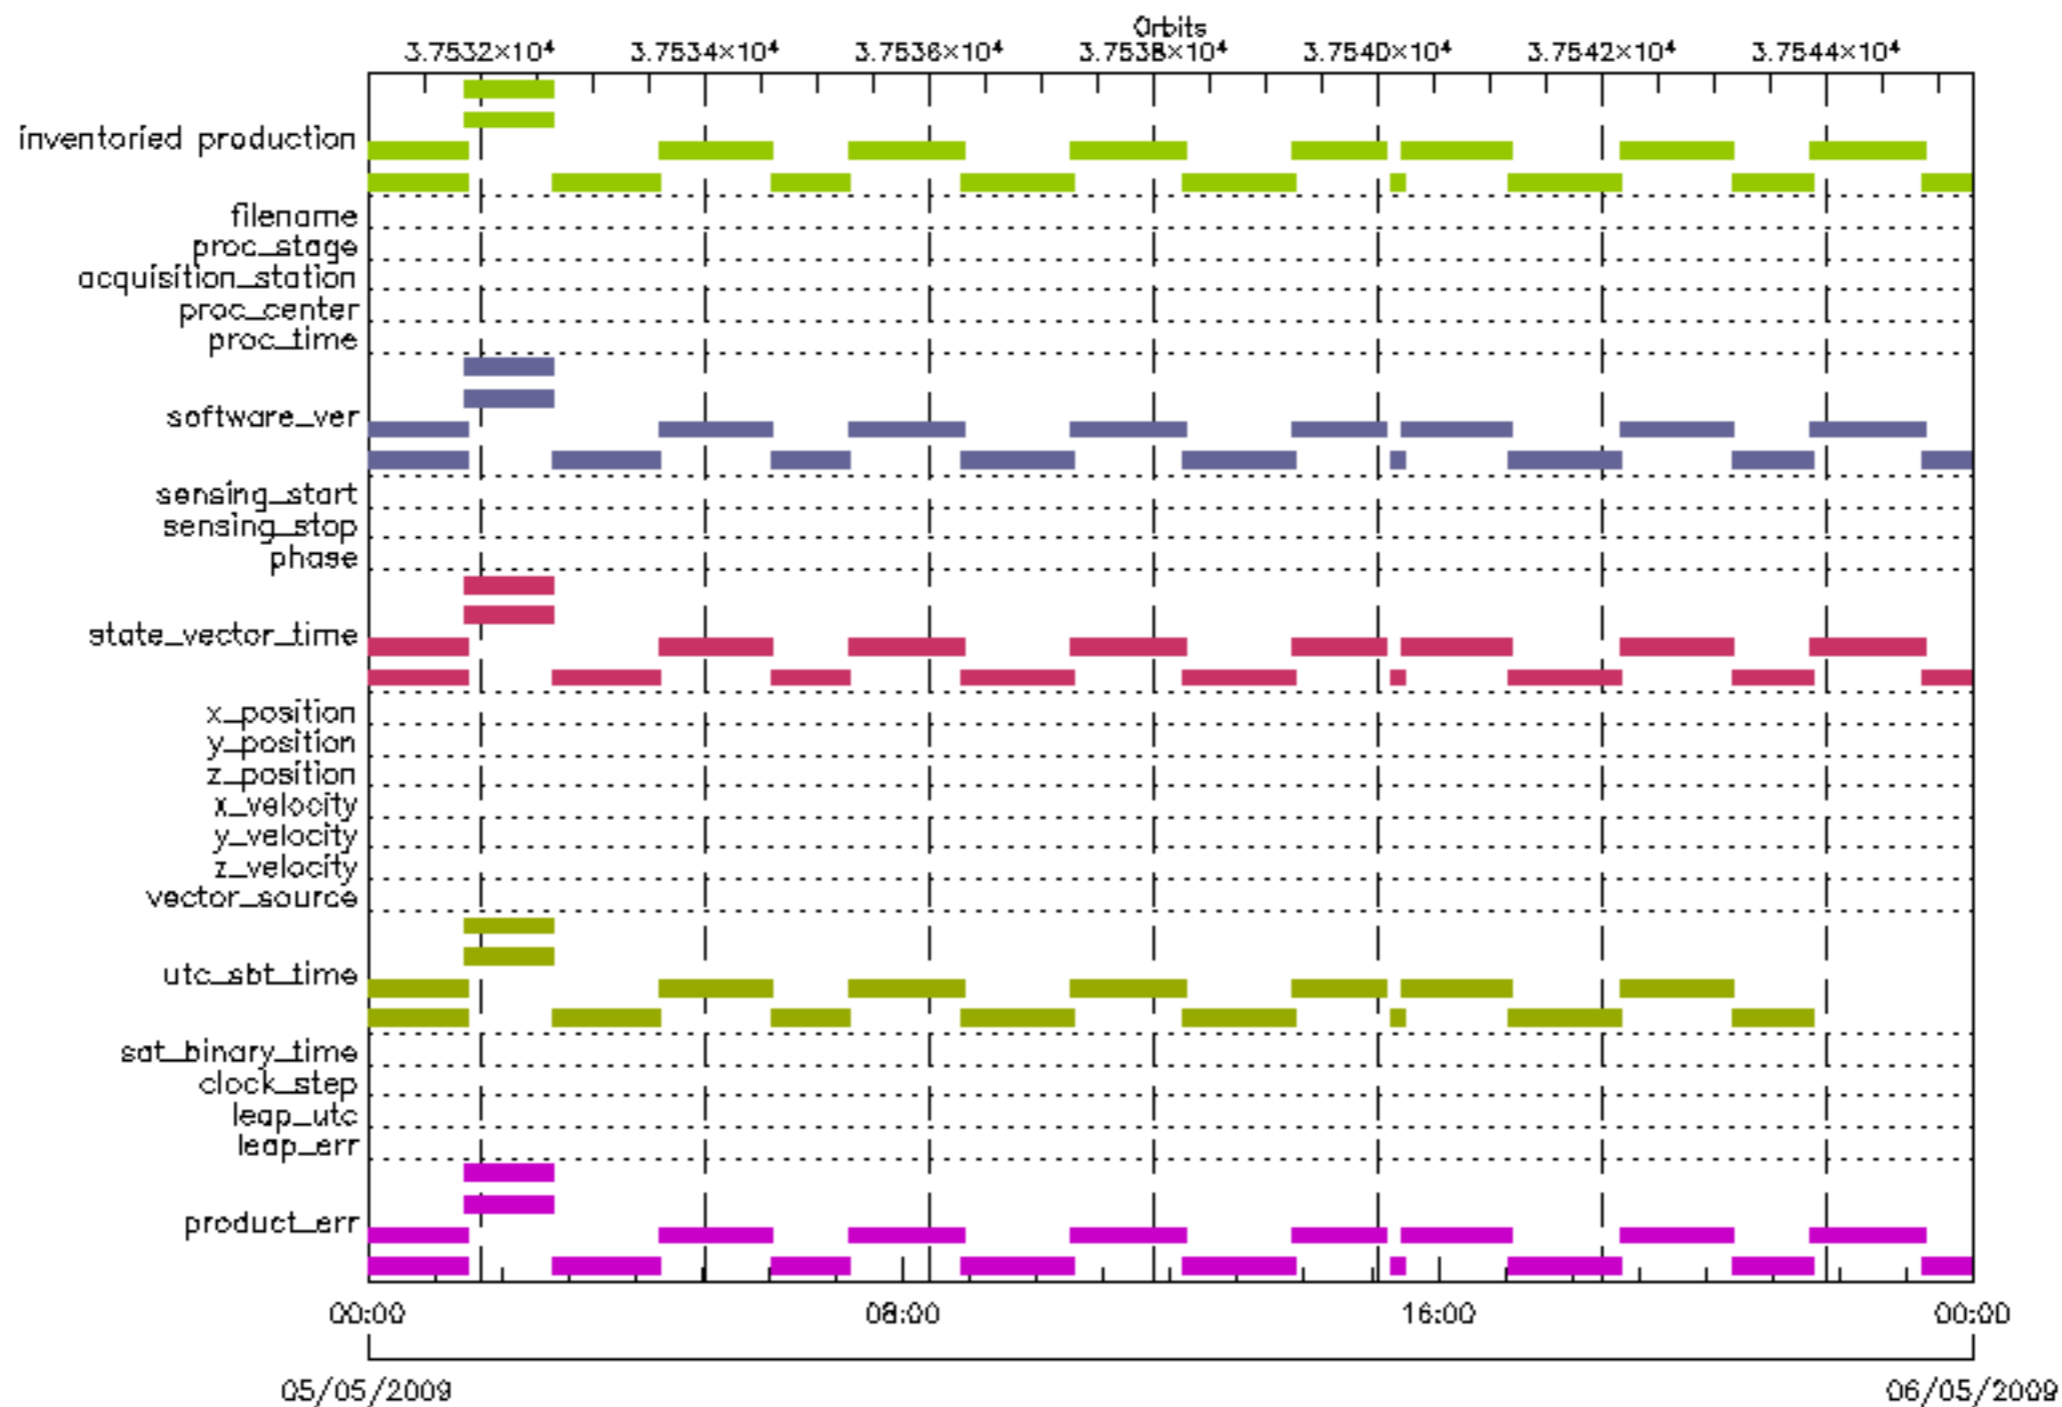 Orbits
3.7532×10⁴ 3.7534×10⁴ 3.7536×10⁴ 3.7538×10⁴ 3.7540×10⁴ 3.7542×10⁴ 3.7544×10⁴
inventoried production
filename
proc_stage
acquisition_station
proc_center
proc_time
software_ver
sensing_start
sensing_stop
phase
state_vector_time
x_position
y_position
z_position
x_velocity
y_velocity
z_velocity
vector_source
utc_sbt_time
sat_binary_time
clock_step
leap_utc
leap_err
product_err
00:00 08:00 16:00 00:00
05/05/2009 06/05/2009